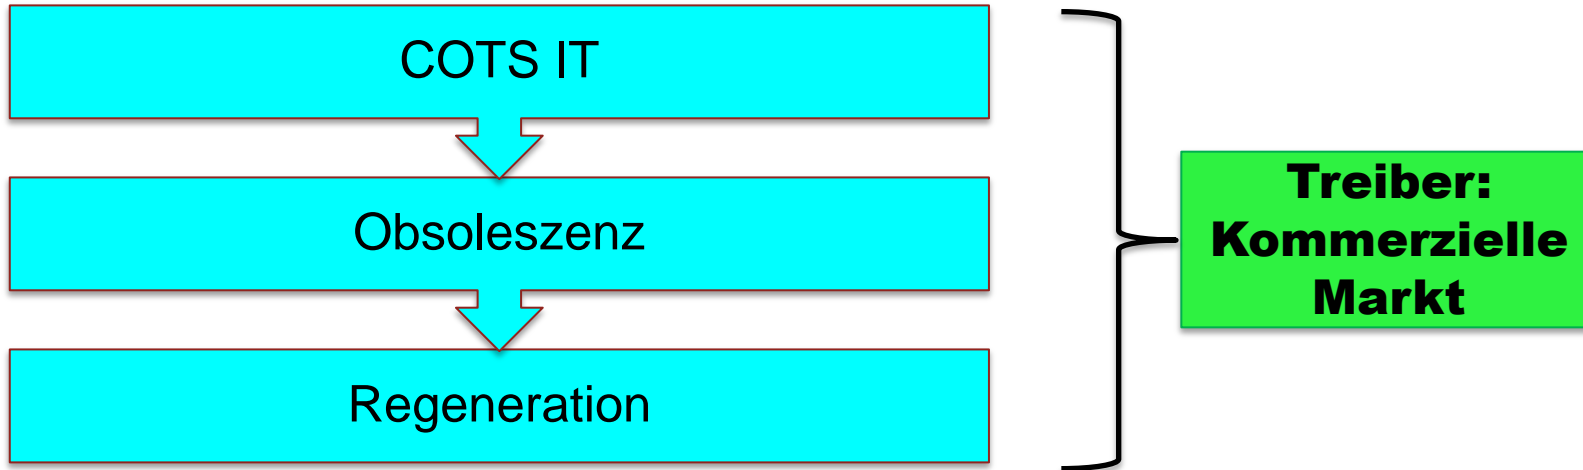 COTS IT
Obsoleszenz
Regeneration
Treiber:
Kommerzielle
Markt